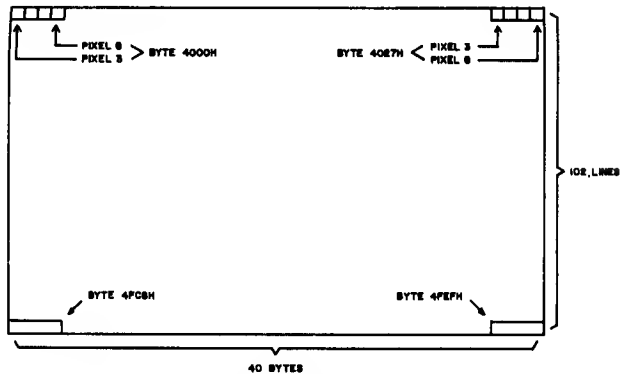 PIXEL 0
PIXEL 3
BYTE 4000H
BYTE 4027H
PIXEL 3
PIXEL 0
102 LINES
BYTE 4FC8H
BYTE 4FEFH
40 BYTES